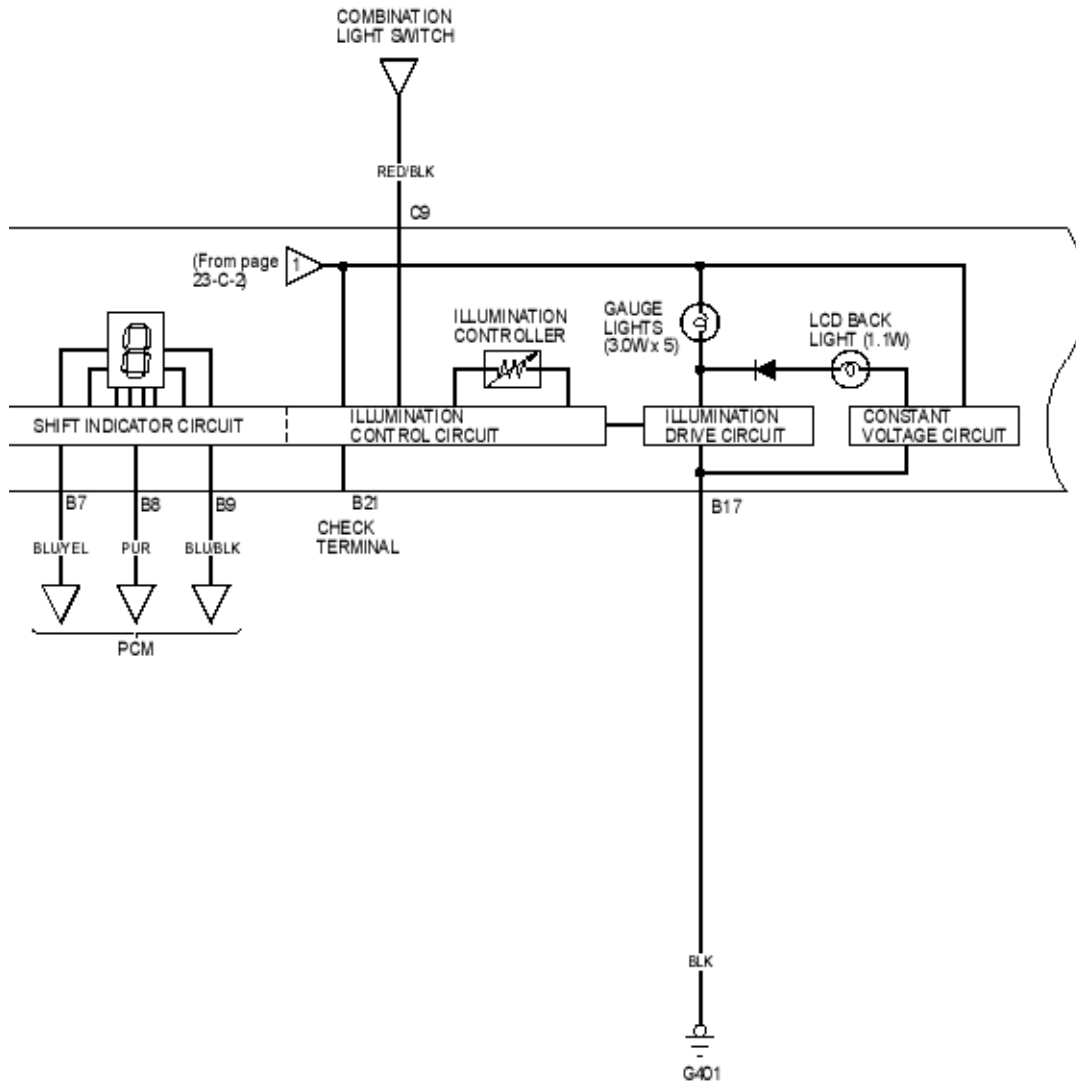 COMBINATION
LIGHT SWITCH
RED/BLK
C9
(From page
23-C-2)
1
ILLUMINATION
CONTROLLER
GAUGE
LIGHTS
(3.0W x 5)
LCD BACK
LIGHT (1.1W)
SHIFT INDICATOR CIRCUIT
ILLUMINATION
CONTROL CIRCUIT
ILLUMINATION
DRIVE CIRCUIT
CONSTANT
VOLTAGE CIRCUIT
B7
B8
B9
B21
B17
CHECK
TERMINAL
BLU/YEL
PUR
BLU/BLK
PCM
BLK
G401